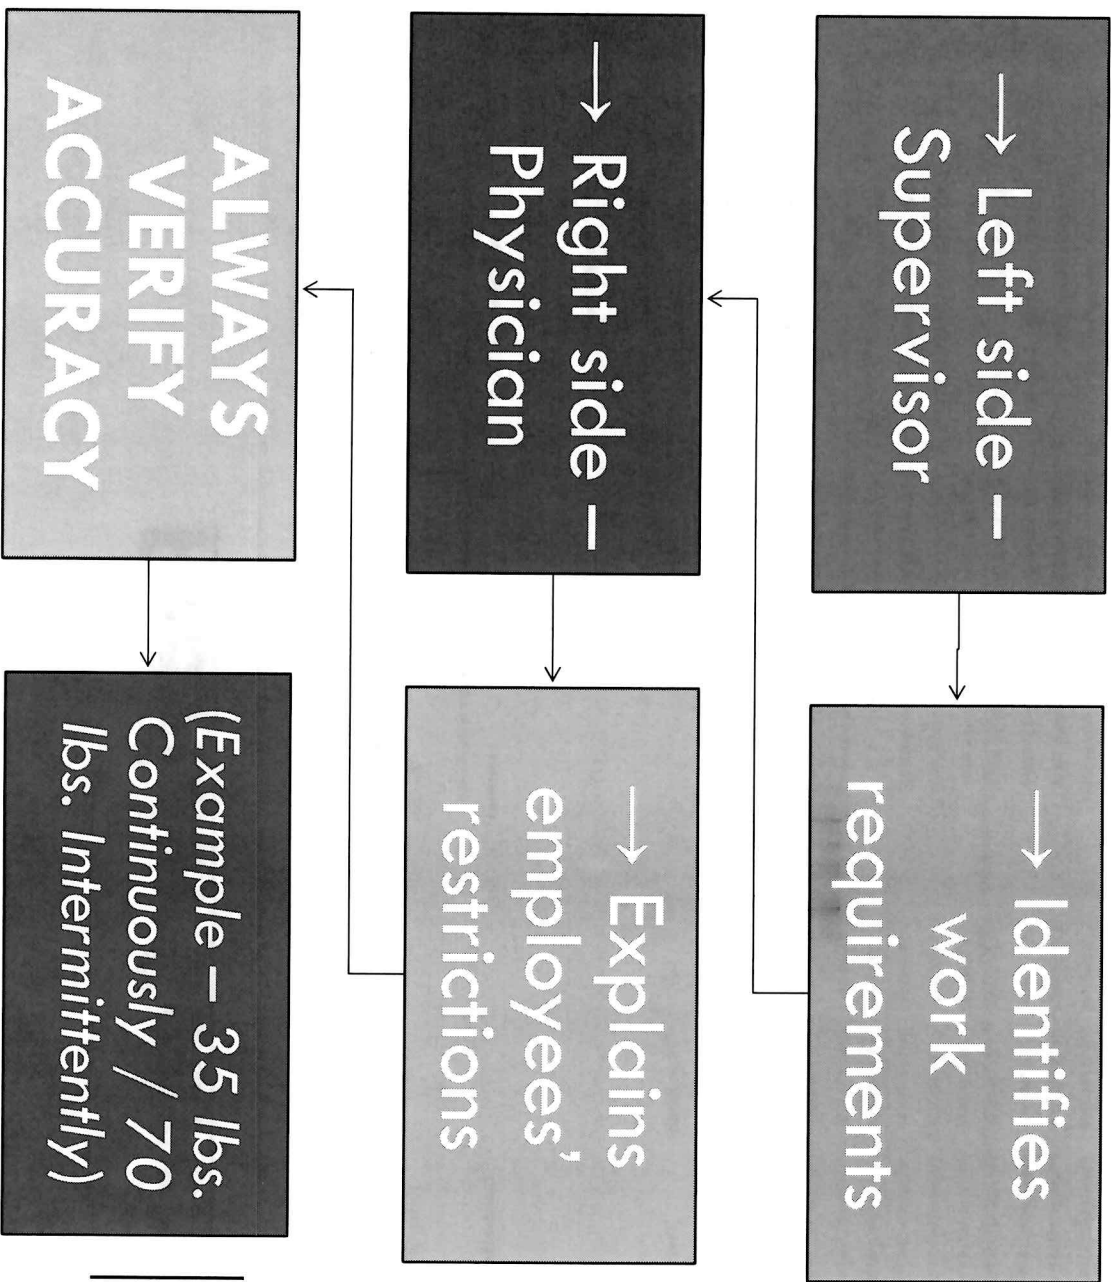 → Left side –
Supervisor
→ Identifies
work
requirements
→ Right side –
Physician
→ Explains
employees’
restrictions
ALWAYS
VERIFY
ACCURACY
(Example – 35 lbs.
Continuously / 70
lbs. Intermittently)